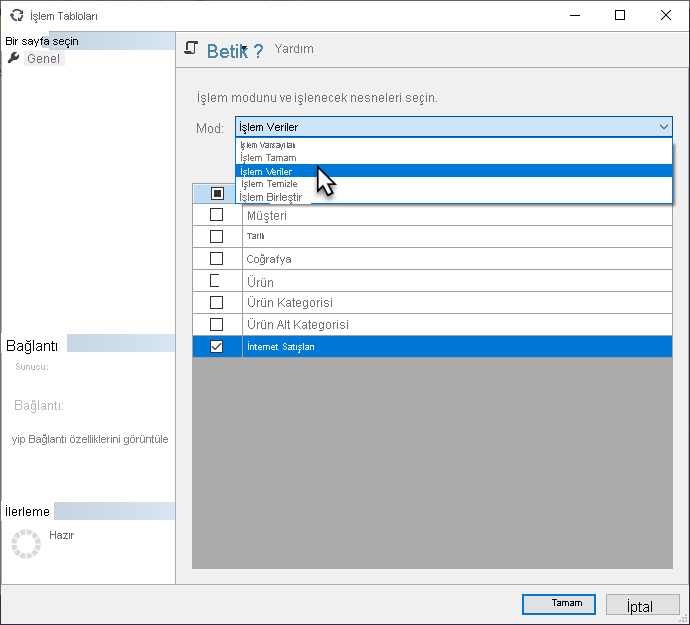 İşlem Tabloları
Bir sayfa seçin
Genel
Betik ? Yardım
İşlem modunu ve işlenecek nesneleri seçin.
Mod: İşlem Veriler
İşlem Varsayılan
İşlem Tamam
İşlem Veriler
İşlem Temizle
İşlem Birleştir
Müşteri
Tarih
Coğrafya
Ürün
Ürün Kategorisi
Ürün Alt Kategorisi
İnternet Satışları
Bağlantı
Sunucu:
Bağlantı:
yip Bağlantı özelliklerini görüntüle
İlerleme
Hazır
Tamam İptal